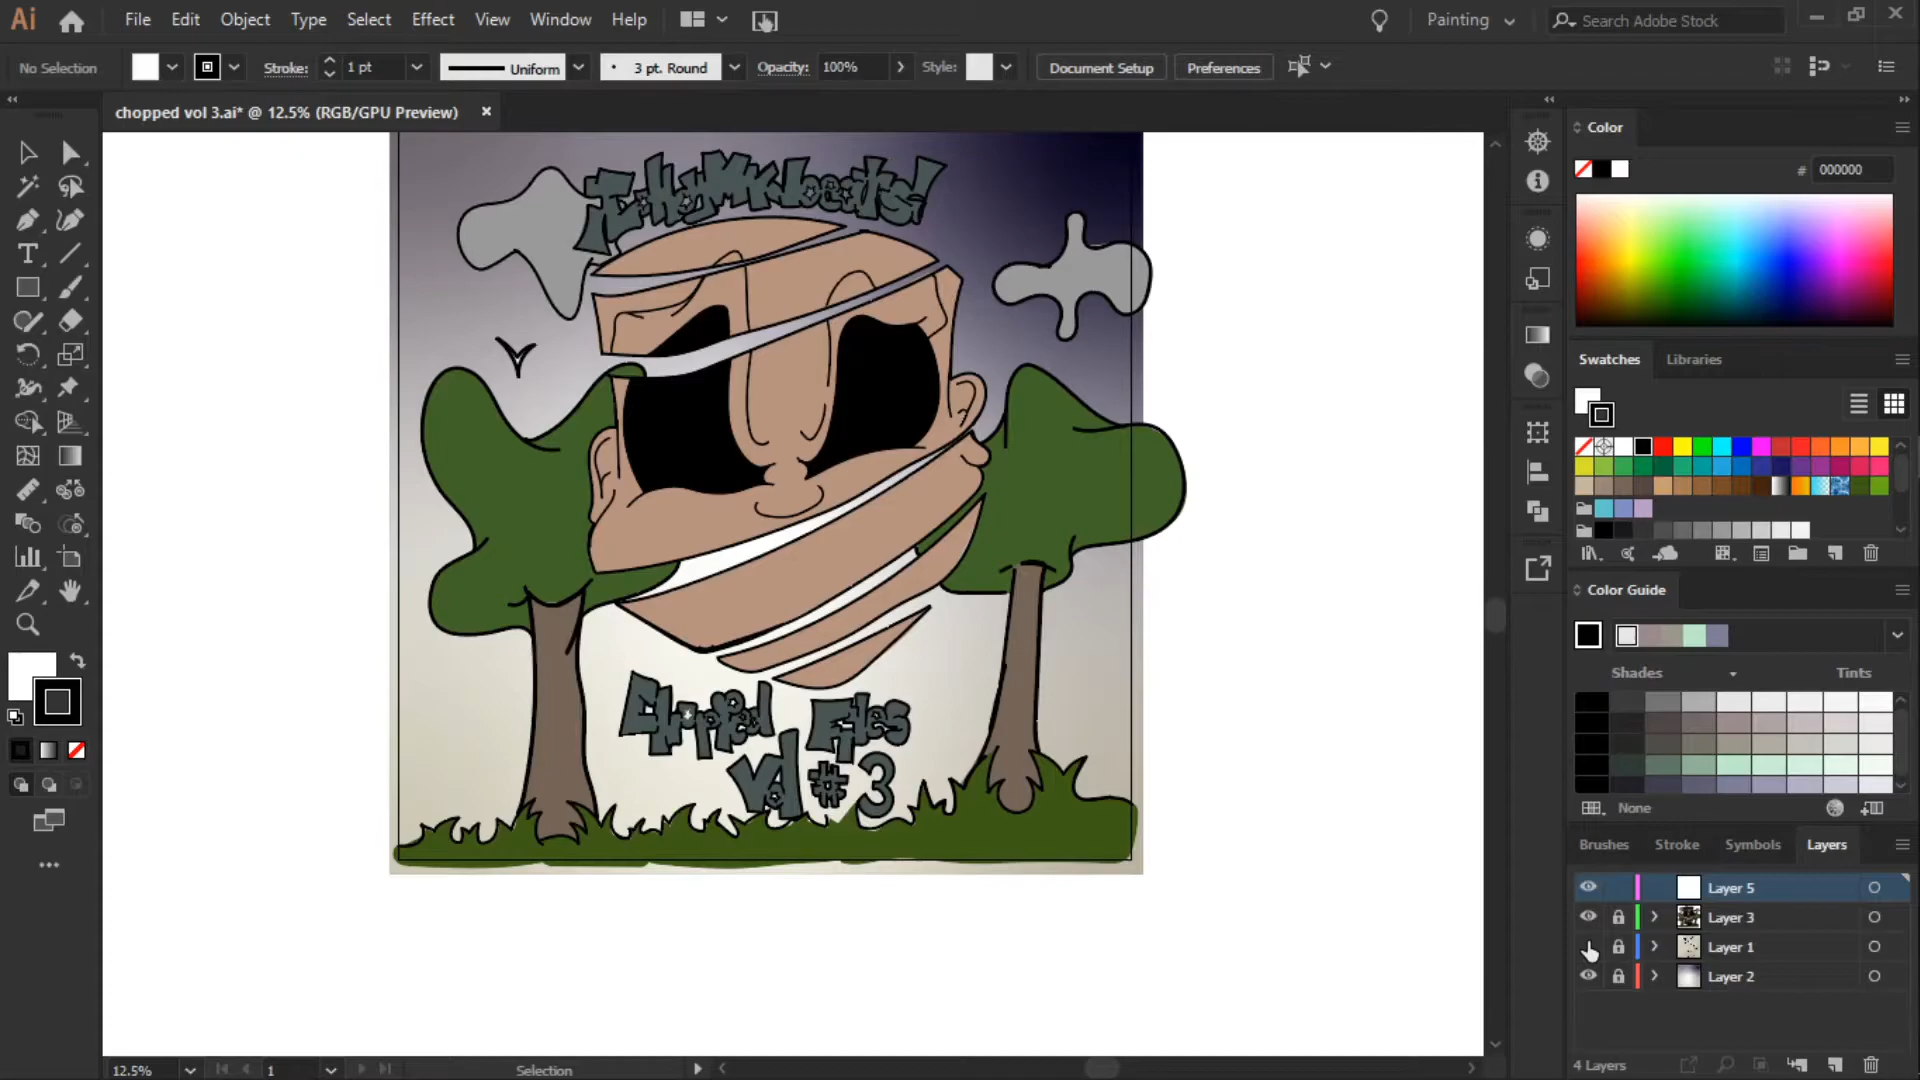 Ai File Edit Object Type Select Effect View Window Help Painting Search Adobe Stock
No Selection Stroke: 1 pt Uniform 3 pt. Round Opacity: 100% Style: Document Setup Preferences
chopped vol 3.ai* @ 12.5% (RGB/GPU Preview)
Color
# 000000
Swatches Libraries
Color Guide
Shades Tints
None
Chopped Files
Vol # 3
Brushes Stroke Symbols Layers
Layer 5
Layer 3
Layer 1
Layer 2
4 Layers
12.5% 1 Selection